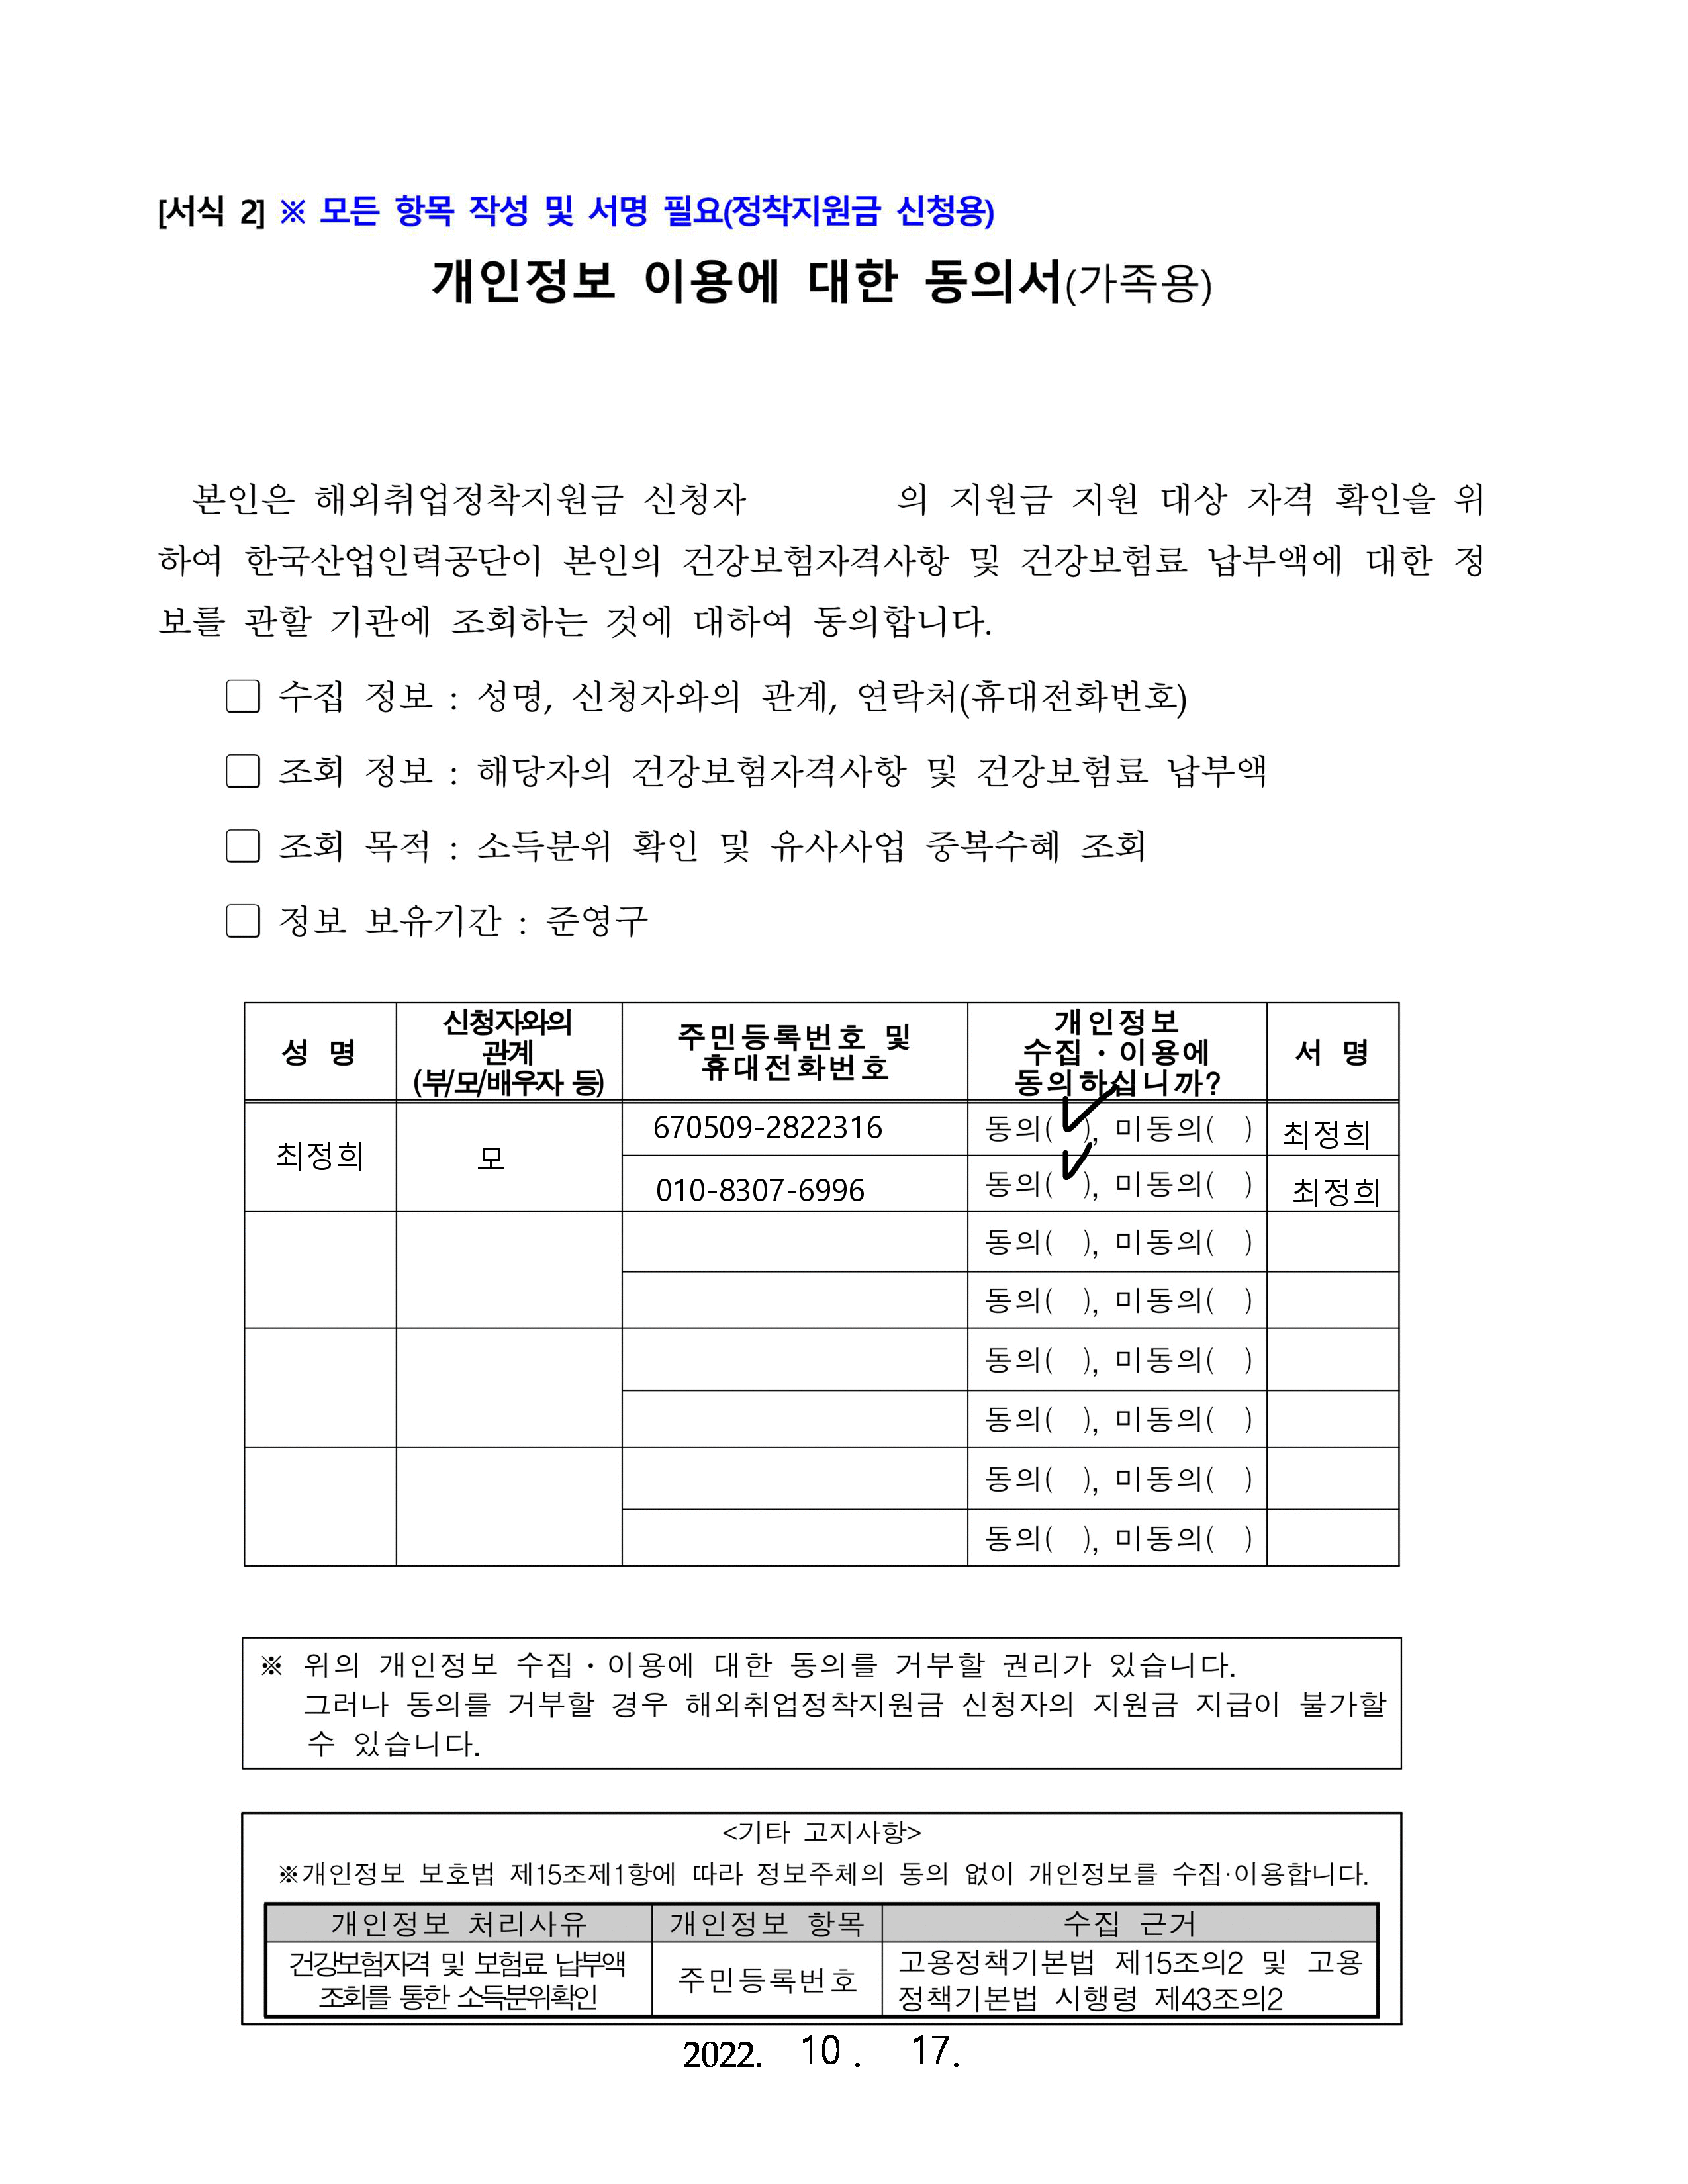 [서식 2] ※ 모든 항목 작성 및 서명 필요(정착지원금 신청용)
개인정보 이용에 대한 동의서(가족용)
본인은 해외취업정착지원금 신청자 의 지원금 지원 대상 자격 확인을 위
하여 한국산업인력공단이 본인의 건강보험자격사항 및 건강보험료 납부액에 대한 정
보를 관할 기관에 조회하는 것에 대하여 동의합니다.
수집 정보 : 성명, 신청자와의 관계, 연락처(휴대전화번호)
조회 정보 : 해당자의 건강보험자격사항 및 건강보험료 납부액
조회 목적 : 소득분위 확인 및 유사사업 중복수혜 조회
정보 보유기간 : 준영구
성 명
신청자와의
관계
(부/모/배우자 등)
주민등록번호 및
휴대전화번호
개인정보
수집·이용에
동의하십니까?
서 명
최정희
모
670509-2822316
동의( ✓ ), 미동의( )
최정희
010-8307-6996
동의( ✓ ), 미동의( )
최정희
동의( ), 미동의( )
동의( ), 미동의( )
동의( ), 미동의( )
동의( ), 미동의( )
동의( ), 미동의( )
동의( ), 미동의( )
※ 위의 개인정보 수집·이용에 대한 동의를 거부할 권리가 있습니다.
그러나 동의를 거부할 경우 해외취업정착지원금 신청자의 지원금 지급이 불가할
수 있습니다.
<기타 고지사항>
※개인정보 보호법 제15조제1항에 따라 정보주체의 동의 없이 개인정보를 수집·이용합니다.
개인정보 처리사유
개인정보 항목
수집 근거
건강보험자격 및 보험료 납부액
조회를 통한 소득분위확인
주민등록번호
고용정책기본법 제15조의2 및 고용
정책기본법 시행령 제43조의2
2022. 10 . 17.